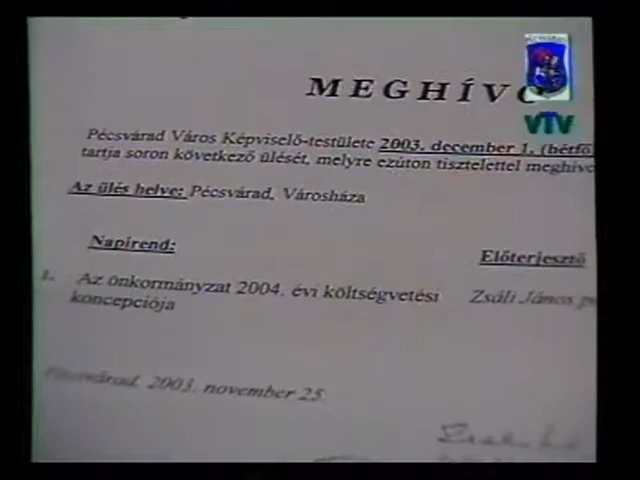 MEGHÍVÓ
VTV
Pécsvárad Város Képviselő-testülete 2003. december 1. (hétfő
tartja soron következő ülését, melyre ezúton tisztelettel meghívo
Az ülés helye: Pécsvárad, Városháza
Napirend:
Előterjesztő
1. Az önkormányzat 2004. évi költségvetési
Zsáli János p
koncepciója
Pécsvárad, 2003. november 25.